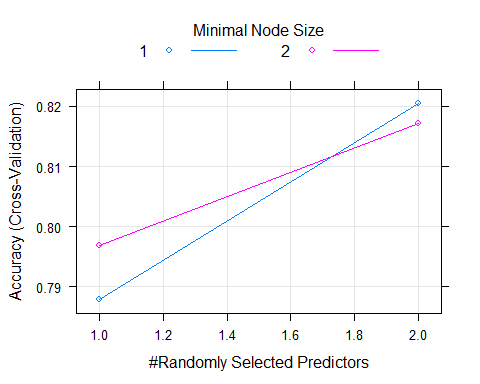 Minimal Node Size
1 2
0.82
0.81
0.80
0.79
Accuracy (Cross-Validation)
1.0 1.2 1.4 1.6 1.8 2.0
#Randomly Selected Predictors